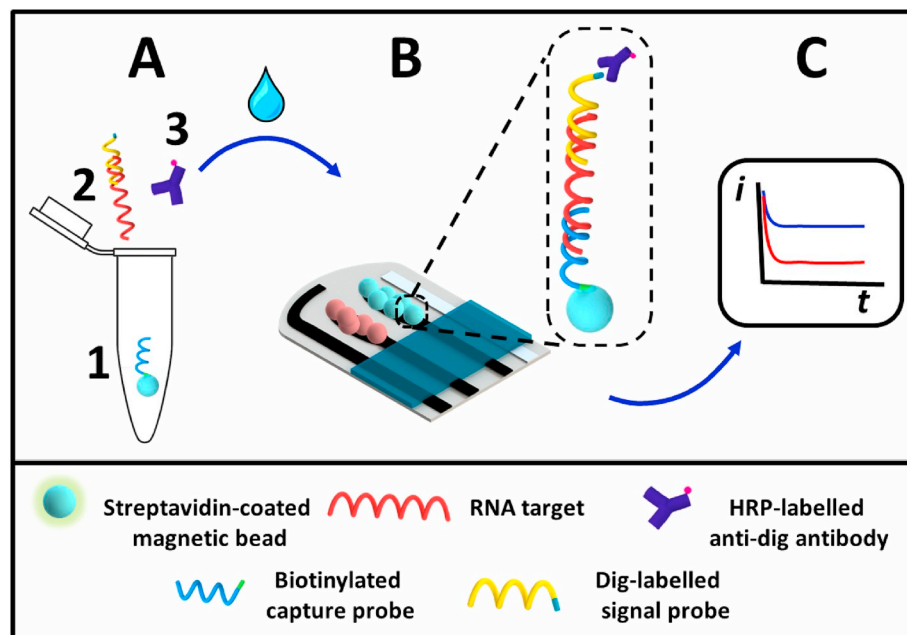 A
B
C
3
2
1
i
t
Streptavidin-coated
magnetic bead
RNA target
HRP-labelled
anti-dig antibody
Biotinylated
capture probe
Dig-labelled
signal probe